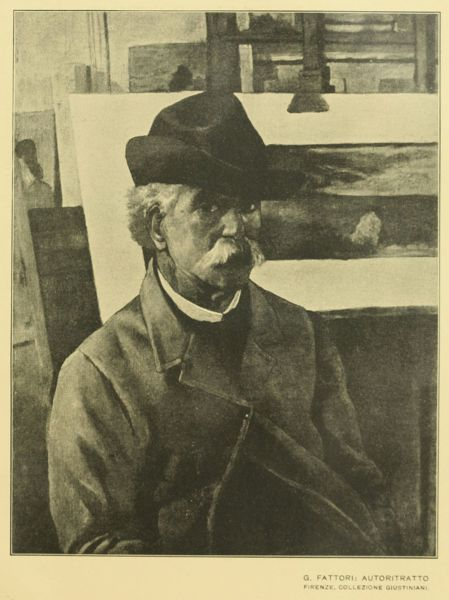 G. FATTORI: AUTORITRATTO
FIRENZE, COLLEZIONE GIUSTINIANI.